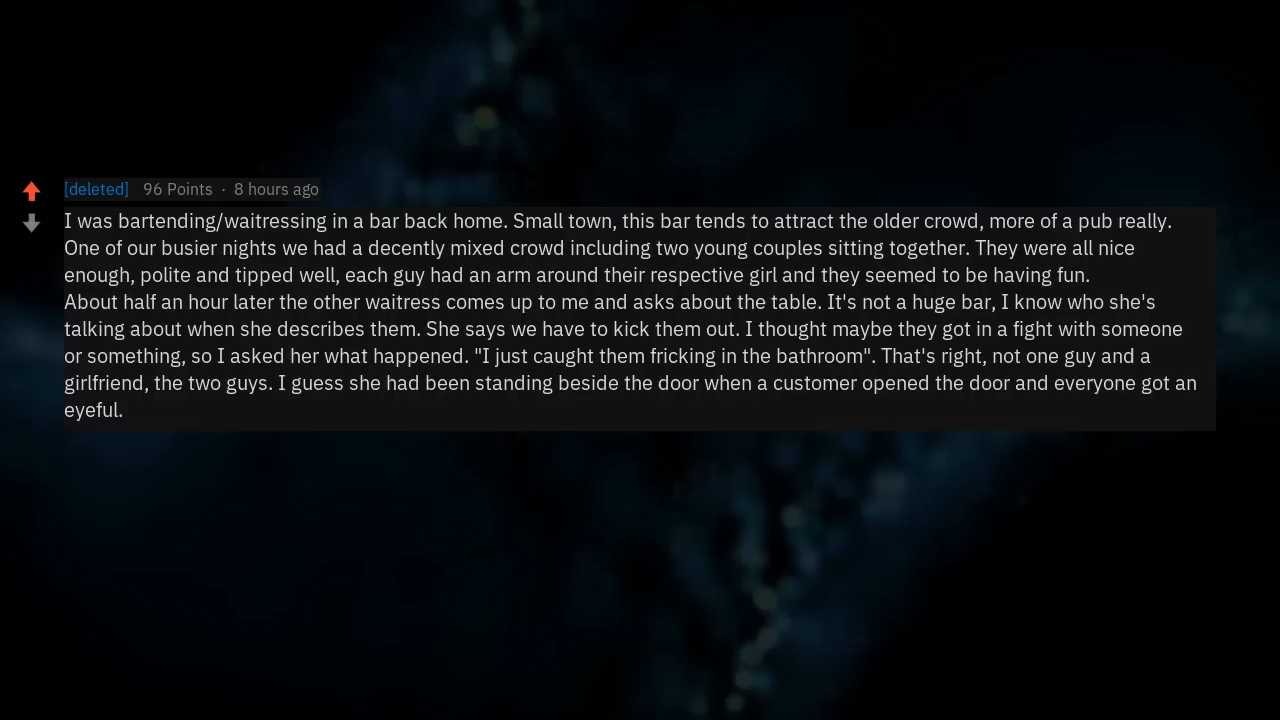 [deleted] 96 Points · 8 hours ago
I was bartending/waitressing in a bar back home. Small town, this bar tends to attract the older crowd, more of a pub really.
One of our busier nights we had a decently mixed crowd including two young couples sitting together. They were all nice
enough, polite and tipped well, each guy had an arm around their respective girl and they seemed to be having fun.
About half an hour later the other waitress comes up to me and asks about the table. It's not a huge bar, I know who she's
talking about when she describes them. She says we have to kick them out. I thought maybe they got in a fight with someone
or something, so I asked her what happened. "I just caught them fricking in the bathroom". That's right, not one guy and a
girlfriend, the two guys. I guess she had been standing beside the door when a customer opened the door and everyone got an
eyeful.